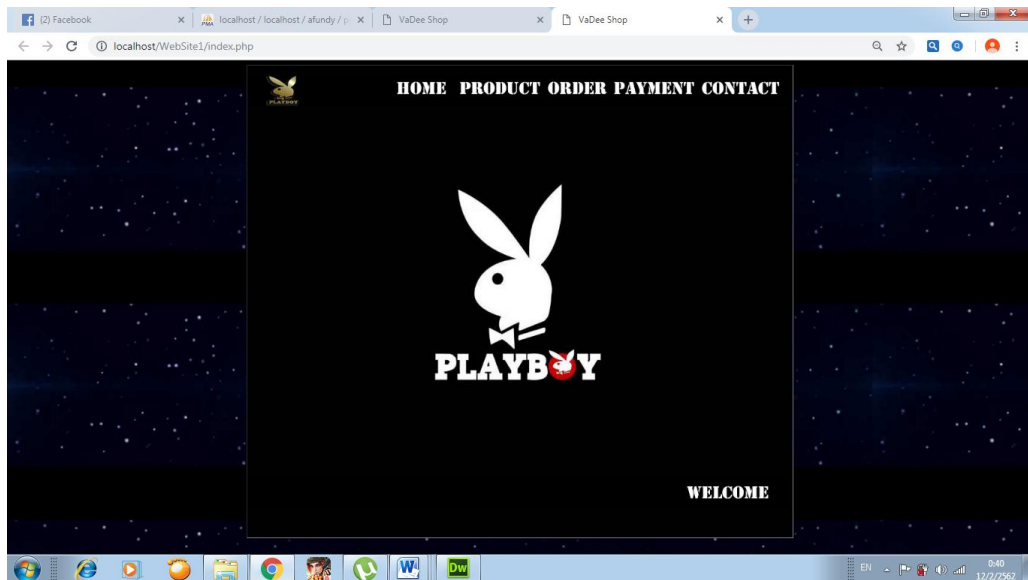 (2) Facebook
localhost / localhost / afundy / p
VaDee Shop
VaDee Shop
localhost/WebSite1/index.php
PLAYBOY
HOME PRODUCT ORDER PAYMENT CONTACT
PLAYBOY
WELCOME
EN
0:40
12/2/2562